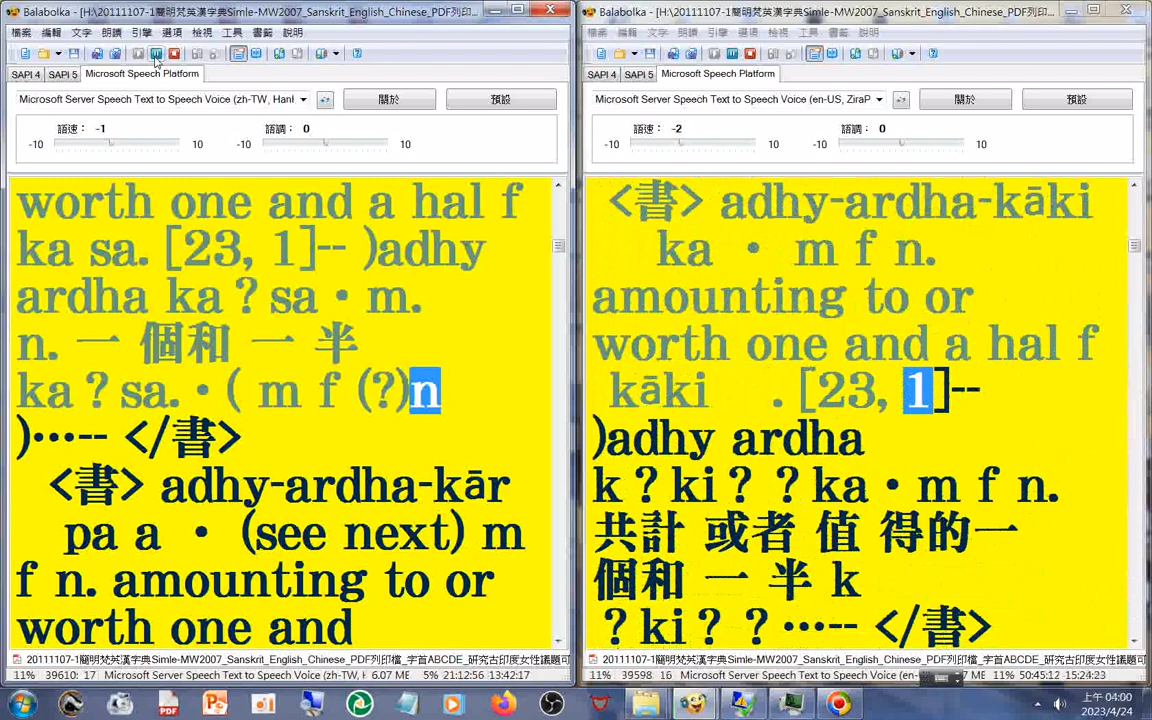 Balabolka - [H:\20111107-1簡明梵英漢字典Simle-MW2007_Sanskrit_English_Chinese_PDF列印...
檔案 編輯 文字 朗讀 引擎 選項 檢視 工具 書籤 說明
SAPI 4 SAPI 5 Microsoft Speech Platform
Microsoft Server Speech Text to Speech Voice (zh-TW, HanH 關於 預設
語速： -1 語調： 0
-10 10 -10 10
worth one and a hal f
ka sa. [23, 1]-- )adhy
ardha ka？sa • m.
n. 一 個和 一 半
ka？sa. • ( m f (?)n
)…-- </書>
<書> adhy-ardha-kār
pa a • (see next) m
f n. amounting to or
worth one and
20111107-1簡明梵英漢字典Simle-MW2007_Sanskrit_English_Chinese_PDF列印檔_字首ABCDE_研究古印度女性議題可
11% 39610: 17 Microsoft Server Speech Text to Speech Voice (zh-TW, H 6.07 ME 5% 21:12:56 13:42:17
Balabolka - [H:\20111107-1簡明梵英漢字典Simle-MW2007_Sanskrit_English_Chinese_PDF列印...
檔案 編輯 文字 朗讀 引擎 選項 檢視 工具 書籤 說明
SAPI 4 SAPI 5 Microsoft Speech Platform
Microsoft Server Speech Text to Speech Voice (en-US, ZiraP 關於 預設
語速： -2 語調： 0
-10 10 -10 10
<書> adhy-ardha-kāki
ka • m f n.
amounting to or
worth one and a hal f
kāki . [23, 1]--
)adhy ardha
k？ki？？ka • m f n.
共計 或者 值 得的一
個和 一 半 k
？ki？？…-- </書>
20111107-1簡明梵英漢字典Simle-MW2007_Sanskrit_English_Chinese_PDF列印檔_字首ABCDE_研究古印度女性議題可
11% 39598 16 Microsoft Server Speech Text to Speech Voice (en-US, 11% 50:45:12 15:24:23
上午 04:00
2023/4/24